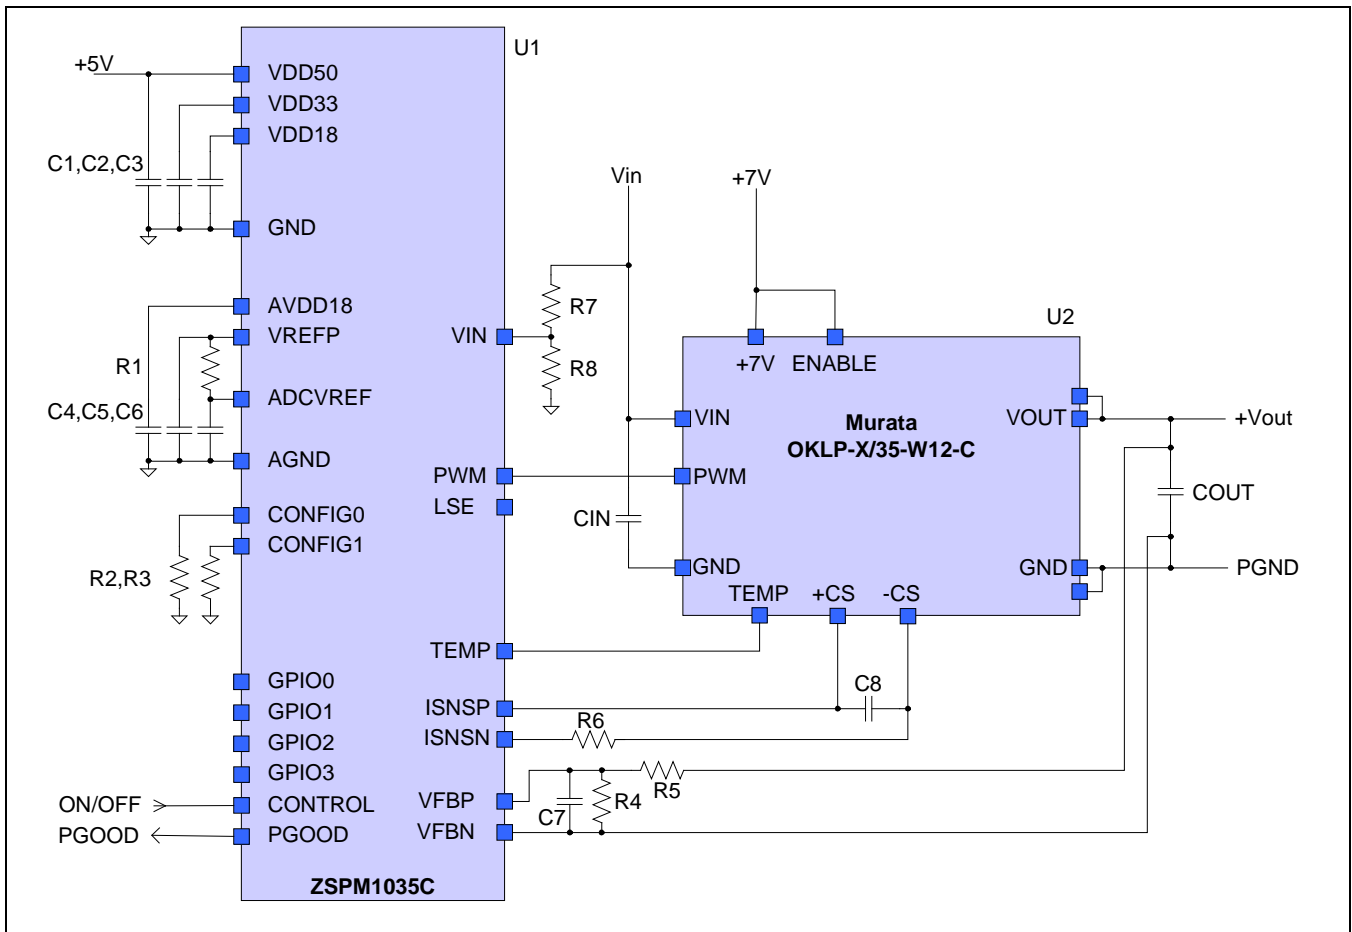 U1
+5V
VDD50
VDD33
VDD18
C1,C2,C3
GND
AVDD18
VREFP
R1
ADCVREF
C4,C5,C6
AGND
CONFIG0
CONFIG1
R2,R3
GPIO0
GPIO1
GPIO2
GPIO3
ON/OFF
CONTROL
PGOOD
PGOOD
VIN
PWM
LSE
TEMP
ISNSP
ISNSN
VFBP
VFBN
ZSPM1035C
Vin
+7V
R7
R8
CIN
U2
+7V
ENABLE
VIN
VOUT
Murata
OKLP-X/35-W12-C
PWM
GND
GND
TEMP
+CS
-CS
+Vout
COUT
PGND
C8
R6
R5
C7
R4